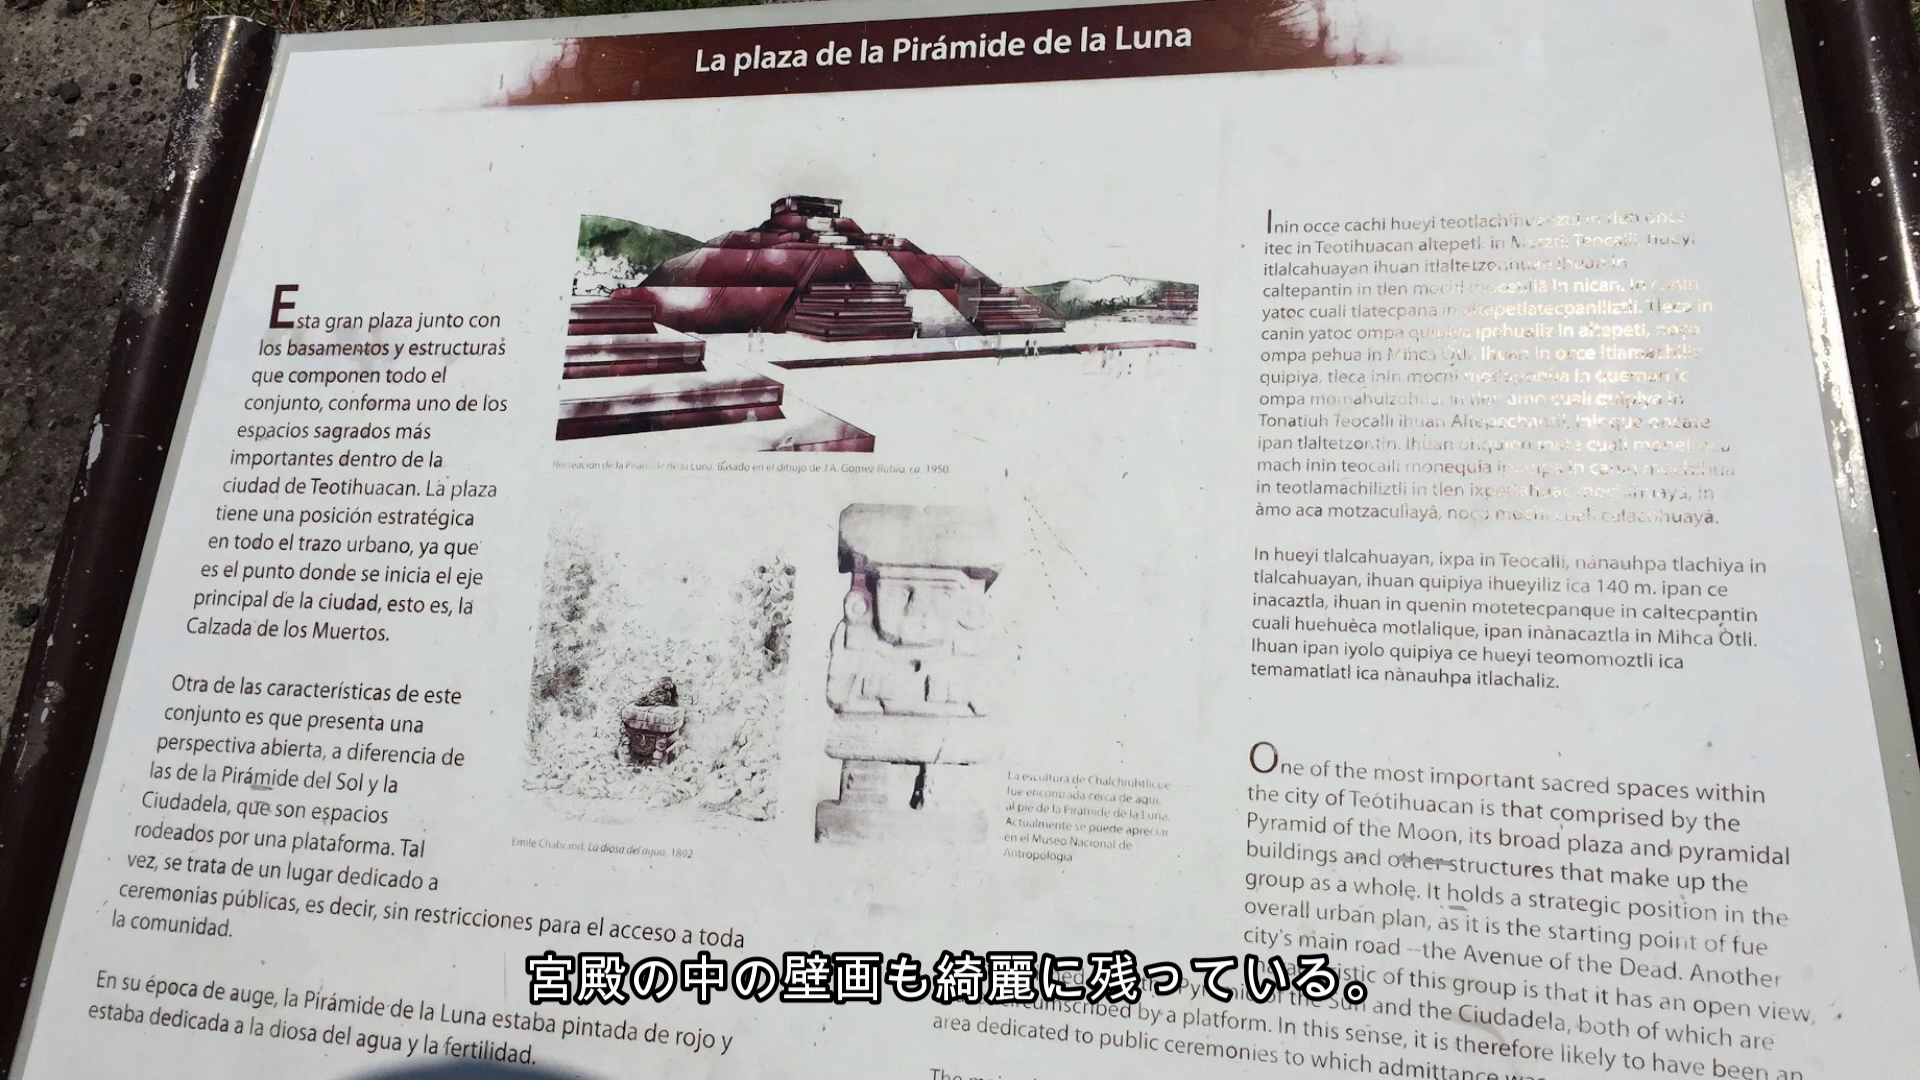 La plaza de la Pirámide de la Luna
Esta gran plaza junto con
los basamentos y estructuras
que componen todo el
conjunto, conforma uno de los
espacios sagrados más
importantes dentro de la
ciudad de Teotihuacan. La plaza
tiene una posición estratégica
en todo el trazo urbano, ya que
es el punto donde se inicia el eje
principal de la ciudad, esto es, la
Calzada de los Muertos.
Otra de las características de este
conjunto es que presenta una
perspectiva abierta, a diferencia de
las de la Pirámide del Sol y la
Ciudadela, que son espacios
rodeados por una plataforma. Tal
vez, se trata de un lugar dedicado a
ceremonias públicas, es decir, sin restricciones para el acceso a toda
la comunidad.
En su época de auge, la Pirámide de la Luna estaba pintada de rojo y
estaba dedicada a la diosa del agua y la fertilidad.
Recreación de la Pirámide de la Luna. Basado en el dibujo de J.A. Gómez Rubio, ca. 1950.
Emile Chabrand, La diosa del agua, 1892
La escultura de Chalchiuhtlicue
fue encontrada cerca de aquí,
al pie de la Pirámide de la Luna.
Actualmente se puede apreciar
en el Museo Nacional de
Antropología
Inin occe cachi hueyi
itec in Teotihuacan altepetl, in
itlalcahuayan ihuan
caltepantin in tlen in nican, in
yatoc cuali tlatecpana in
canin yatoc ompa in altepetl,
ompa pehua in Mihca Ihuan in occe
quipiya, tleca inin mochi
ompa in
Tonatiuh Teocalli ihuan
ipan tlaltetzontin. Ihuan
mach inin teocalli monequia
in teotlamachiliztli in tlen in
àmo aca motzaculiayâ,
In hueyi tlalcahuayan, ixpa in Teocalli, nánauhpa tlachiya in
tlalcahuayan, ihuan quipiya ihueyiliz ica 140 m. ipan ce
inacaztla, ihuan in quenin motetecpanque in caltecpantin
cuali huehuèca motlalique, ipan inànacaztla in Mihca Òtli.
Ihuan ipan iyolo quipiya ce hueyi teomomoztli ica
temamatlatl ica nànauhpa itlachaliz.
One of the most important sacred spaces within
the city of Teotihuacan is that comprised by the
Pyramid of the Moon, its broad plaza and pyramidal
buildings and other structures that make up the
group as a whole. It holds a strategic position in the
overall urban plan, as it is the starting point of fue
city's main road --the Avenue of the Dead. Another
of this group is that it has an open view,
of the Sun and the Ciudadela, both of which are
circumscribed by a platform. In this sense, it is therefore likely to have been an
area dedicated to public ceremonies to which admittance
宮殿の中の壁画も綺麗に残っている。